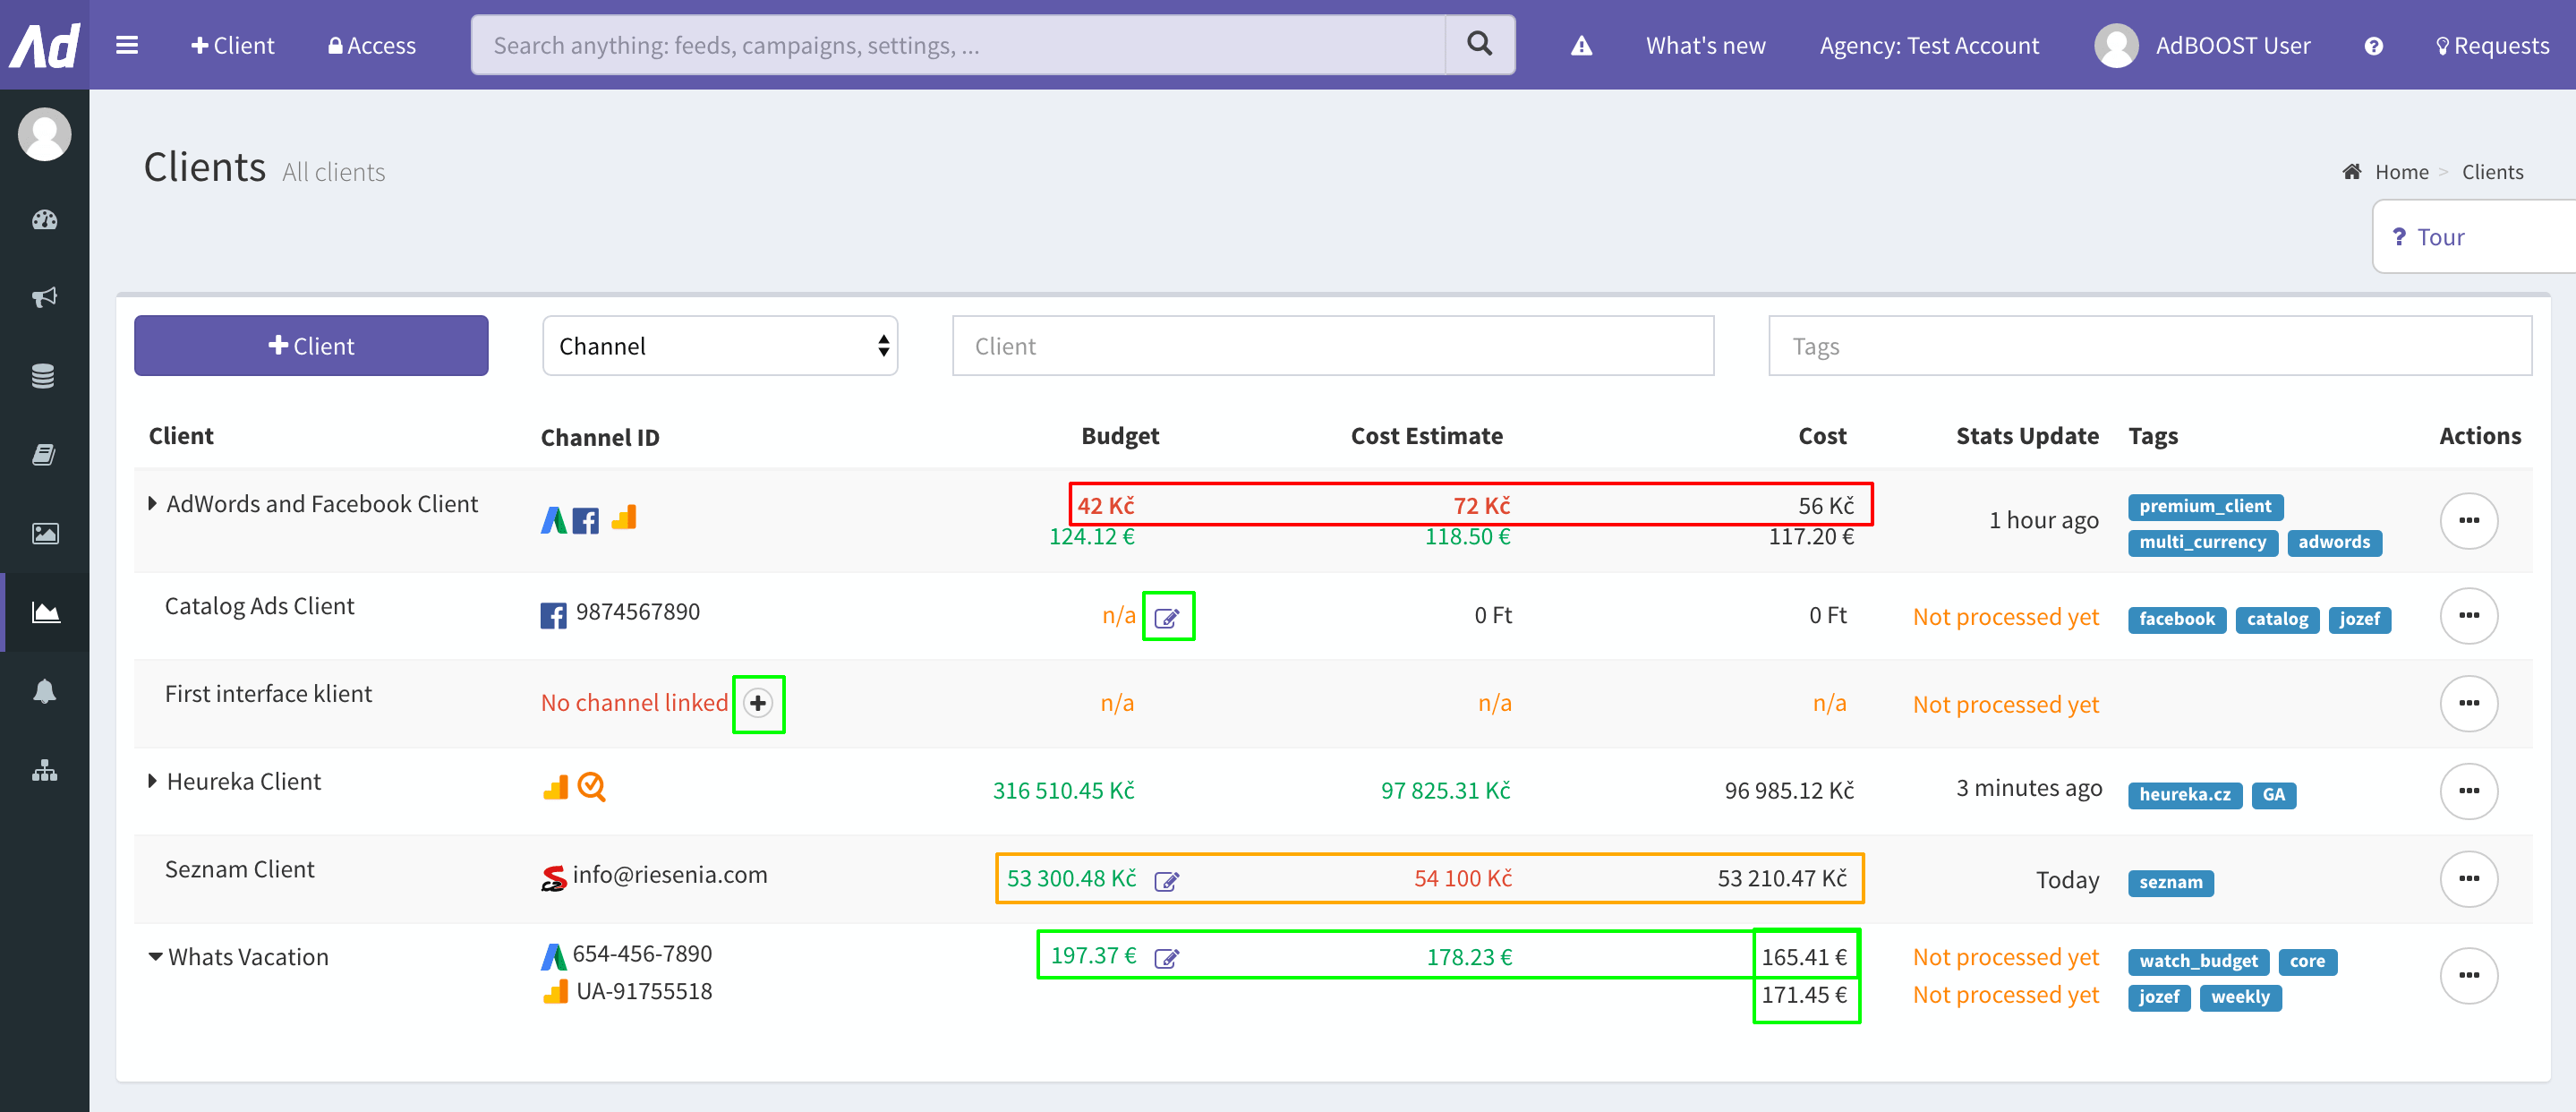 Ad
Client Access Search anything: feeds, campaigns, settings, ... What's new Agency: Test Account AdBOOST User Requests
Clients All clients
Home > Clients
? Tour
Client Channel Client Tags
Client Channel ID Budget Cost Estimate Cost Stats Update Tags Actions
AdWords and Facebook Client 42 Kč 72 Kč 56 Kč 1 hour ago premium_client
124.12 € 118.50 € 117.20 € multi_currency adwords
Catalog Ads Client 9874567890 n/a 0 Ft 0 Ft Not processed yet facebook catalog jozef
First interface klient No channel linked n/a n/a n/a Not processed yet
Heureka Client 316 510.45 Kč 97 825.31 Kč 96 985.12 Kč 3 minutes ago heureka.cz GA
Seznam Client info@riesenia.com 53 300.48 Kč 54 100 Kč 53 210.47 Kč Today seznam
Whats Vacation 654-456-7890 197.37 € 178.23 € 165.41 € Not processed yet watch_budget core
UA-91755518 171.45 € Not processed yet jozef weekly